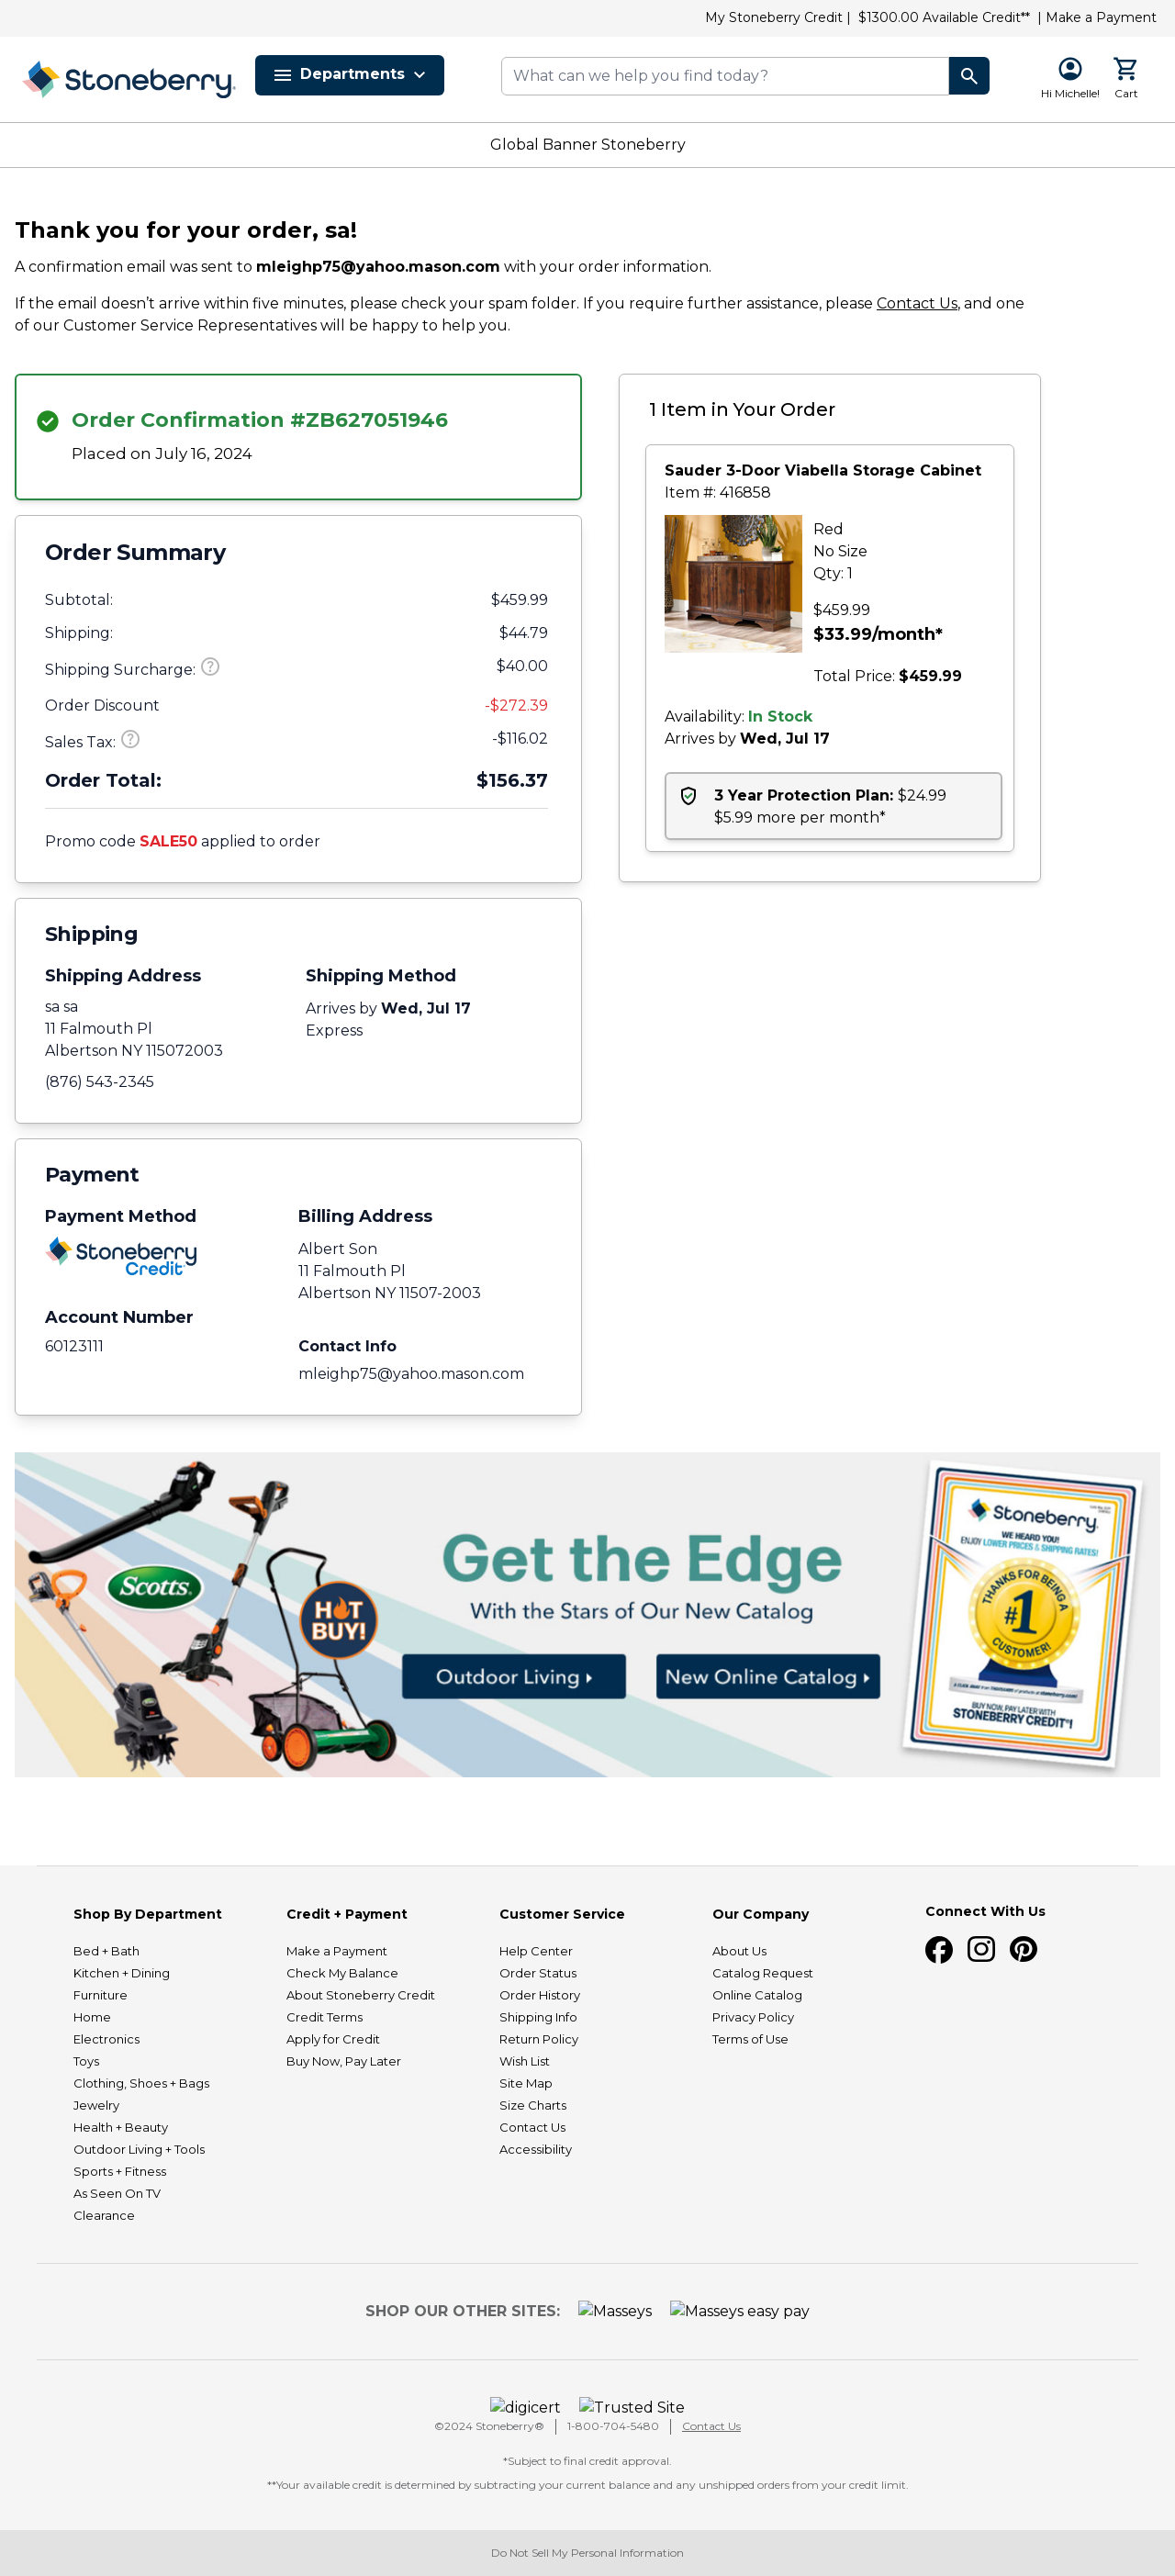 My Stoneberry Credit | $1300.00 Available Credit** | Make a Payment
Stoneberry
Departments
What can we help you find today?
Hi Michelle!
Cart
Global Banner Stoneberry
Thank you for your order, sa!
A confirmation email was sent to mleighp75@yahoo.mason.com with your order information.
If the email doesn’t arrive within five minutes, please check your spam folder. If you require further assistance, please Contact Us, and one
of our Customer Service Representatives will be happy to help you.
Order Confirmation #ZB627051946
Placed on July 16, 2024
Order Summary
Subtotal: $459.99
Shipping: $44.79
Shipping Surcharge: $40.00
Order Discount -$272.39
Sales Tax: -$116.02
Order Total: $156.37
Promo code SALE50 applied to order
1 Item in Your Order
Sauder 3-Door Viabella Storage Cabinet
Item #: 416858
Red
No Size
Qty: 1
$459.99
$33.99/month*
Total Price: $459.99
Availability: In Stock
Arrives by Wed, Jul 17
3 Year Protection Plan: $24.99
$5.99 more per month*
Shipping
Shipping Address
sa sa
11 Falmouth Pl
Albertson NY 115072003
(876) 543-2345
Shipping Method
Arrives by Wed, Jul 17
Express
Payment
Payment Method
Stoneberry
Credit
Account Number
60123111
Billing Address
Albert Son
11 Falmouth Pl
Albertson NY 11507-2003
Contact Info
mleighp75@yahoo.mason.com
Scotts
HOT
BUY!
Get the Edge
With the Stars of Our New Catalog
Outdoor Living
New Online Catalog
Stoneberry
WE HEARD YOU!
ENJOY LOWER PRICES & SHIPPING RATES!
THANKS FOR BEING A
#1
CUSTOMER!
BUY NOW, PAY LATER WITH
STONEBERRY CREDIT*!
Shop By Department
Bed + Bath
Kitchen + Dining
Furniture
Home
Electronics
Toys
Clothing, Shoes + Bags
Jewelry
Health + Beauty
Outdoor Living + Tools
Sports + Fitness
As Seen On TV
Clearance
Credit + Payment
Make a Payment
Check My Balance
About Stoneberry Credit
Credit Terms
Apply for Credit
Buy Now, Pay Later
Customer Service
Help Center
Order Status
Order History
Shipping Info
Return Policy
Wish List
Site Map
Size Charts
Contact Us
Accessibility
Our Company
About Us
Catalog Request
Online Catalog
Privacy Policy
Terms of Use
Connect With Us
SHOP OUR OTHER SITES: Masseys Masseys easy pay
digicert Trusted Site
©2024 Stoneberry® | 1-800-704-5480 | Contact Us
*Subject to final credit approval.
**Your available credit is determined by subtracting your current balance and any unshipped orders from your credit limit.
Do Not Sell My Personal Information